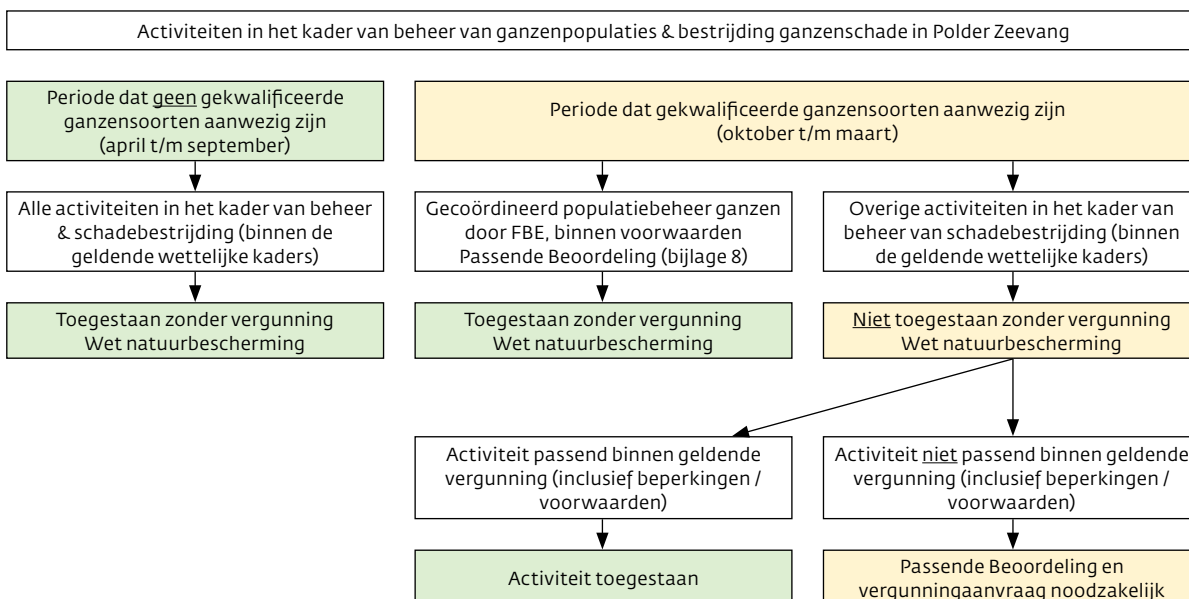 Activiteiten in het kader van beheer van ganzenpopulaties & bestrijding ganzenschade in Polder Zeevang
Periode dat geen gekwalificeerde
ganzensoorten aanwezig zijn
(april t/m september)
Periode dat gekwalificeerde ganzensoorten aanwezig zijn
(oktober t/m maart)
Alle activiteiten in het kader van beheer
& schadebestrijding (binnen de
geldende wettelijke kaders)
Gecoördineerd populatiebeheer ganzen
door FBE, binnen voorwaarden
Passende Beoordeling (bijlage 8)
Overige activiteiten in het kader van
beheer van schadebestrijding (binnen
de geldende wettelijke kaders)
Toegestaan zonder vergunning
Wet natuurbescherming
Toegestaan zonder vergunning
Wet natuurbescherming
Niet toegestaan zonder vergunning
Wet natuurbescherming
Activiteit passend binnen geldende
vergunning (inclusief beperkingen /
voorwaarden)
Activiteit niet passend binnen geldende
vergunning (inclusief beperkingen /
voorwaarden)
Activiteit toegestaan
Passende Beoordeling en
vergunningaanvraag noodzakelijk